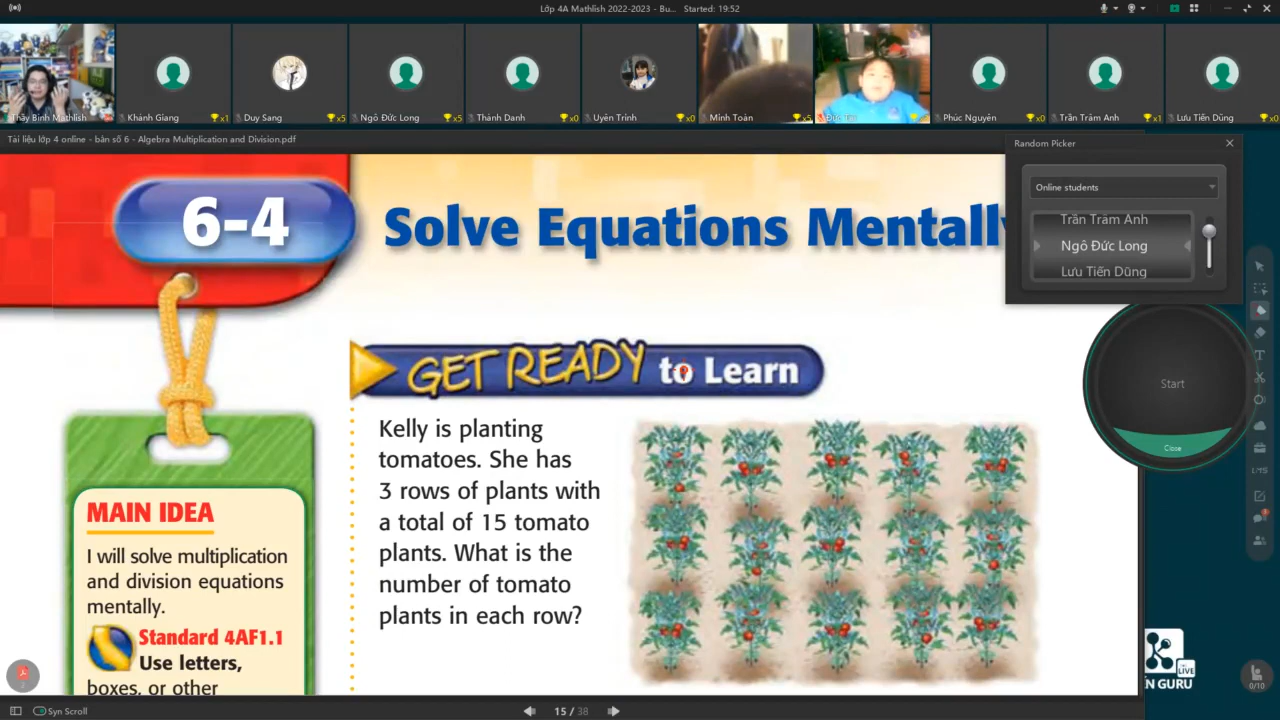 Lớp 4A Mathlish 2022-2023 - Bu... Started: 19:52
Thầy Bình Mathlish
Khánh Giang x1
Duy Sang x5
Ngô Đức Long x5
Thành Danh x0
Uyên Trinh x0
Minh Toàn x5
Phúc Nguyên x0
Trần Trâm Anh x1
Lưu Tiến Dũng x0
Tài liệu lớp 4 online - bản số 6 - Algebra Multiplication and Division.pdf
Random Picker
Online students
Trần Trâm Anh
Ngô Đức Long
Lưu Tiến Dũng
Start
Close
6-4
Solve Equations Mentally
GET READY to Learn
Kelly is planting
tomatoes. She has
3 rows of plants with
a total of 15 tomato
plants. What is the
number of tomato
plants in each row?
MAIN IDEA
I will solve multiplication
and division equations
mentally.
Standard 4AF1.1
Use letters,
boxes, or other
LIVE
N GURU
0/10
Syn Scroll
15 / 38